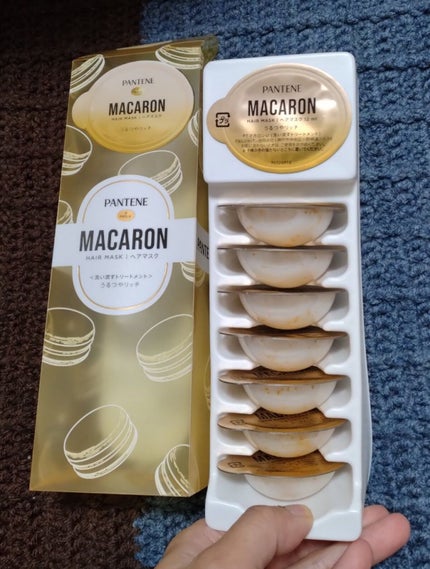 PANTENE
MACARON
HAIR MASK | ヘアマスク
うるつやリッチ
PANTENE
MACARON
HAIR MASK | ヘアマスク
<洗い流すトリートメント>
うるつやリッチ
PANTENE
MACARON
HAIR MASK | ヘアマスク 12 ml
うるつやリッチ
プラ